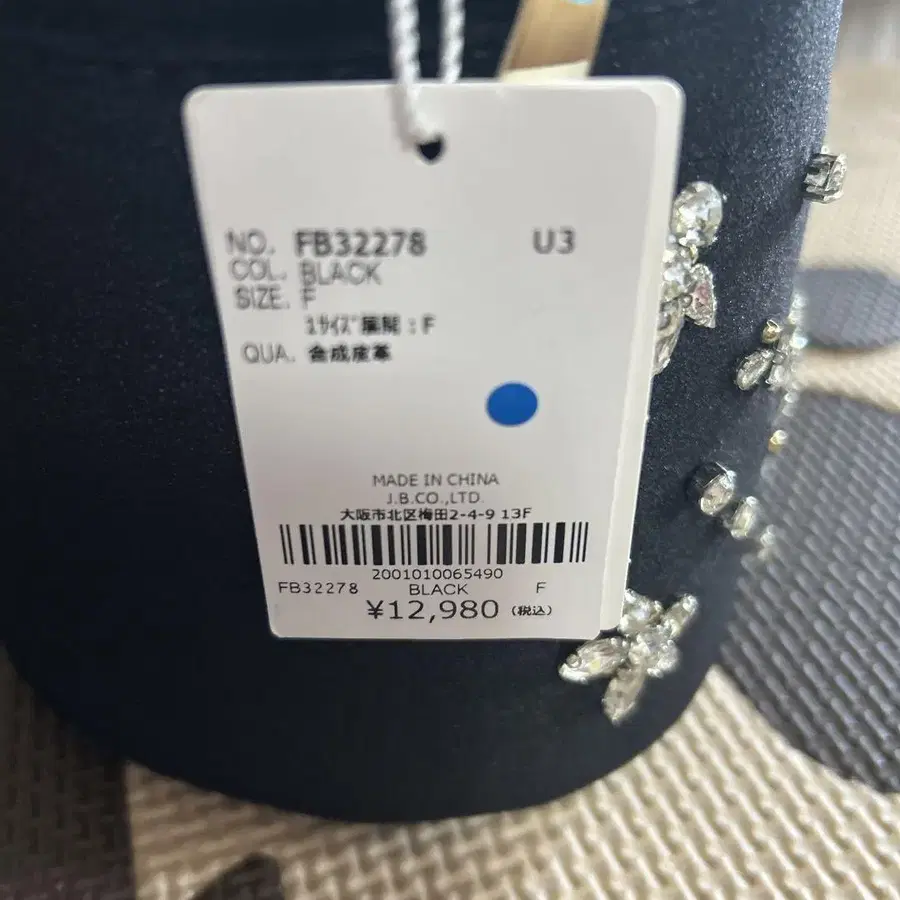 NO. FB32278 U3
COL. BLACK
SIZE. F
1サイズ展開:F
QUA. 合成皮革
MADE IN CHINA
J.B.CO.,LTD.
大阪市北区梅田2-4-9 13F
2001010065490
FB32278 BLACK F
¥12,980 (税込)